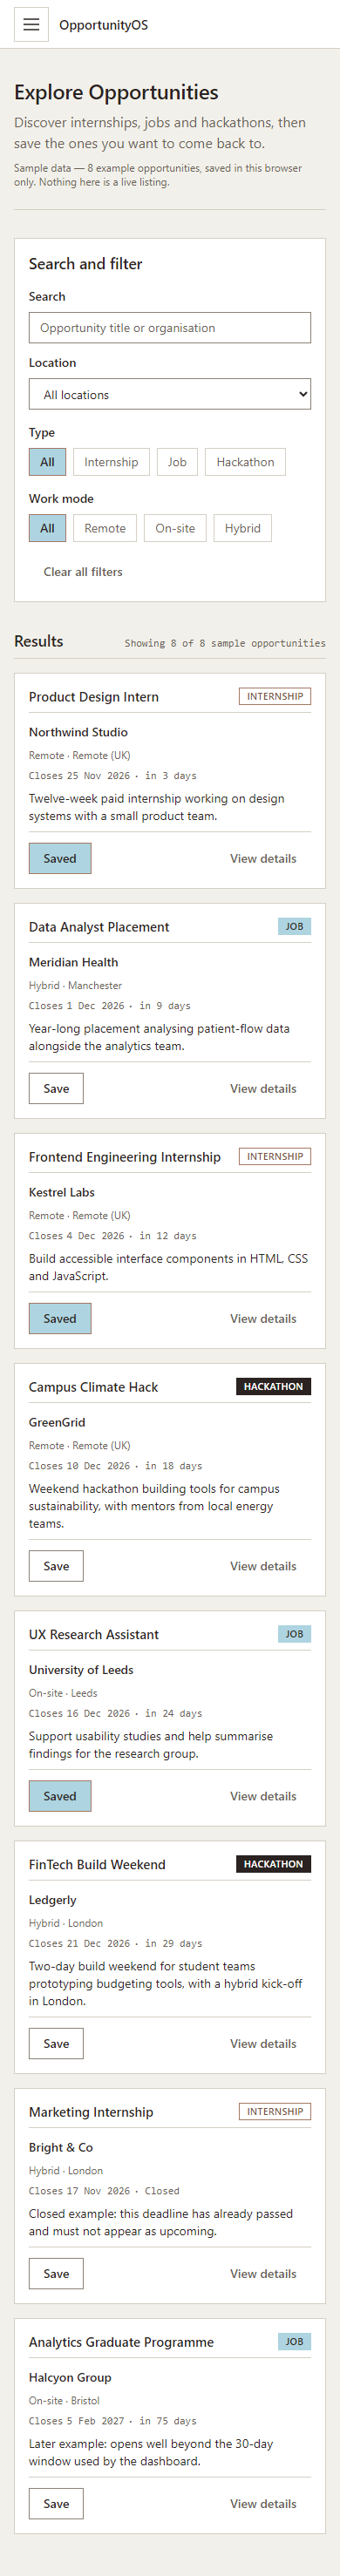 OpportunityOS
Explore Opportunities
Discover internships, jobs and hackathons, then
save the ones you want to come back to.
Sample data — 8 example opportunities, saved in this browser
only. Nothing here is a live listing.
Search and filter
Search
Opportunity title or organisation
Location
All locations
Type
All Internship Job Hackathon
Work mode
All Remote On-site Hybrid
Clear all filters
Results Showing 8 of 8 sample opportunities
Product Design Intern INTERNSHIP
Northwind Studio
Remote · Remote (UK)
Closes 25 Nov 2026 · in 3 days
Twelve-week paid internship working on design
systems with a small product team.
Saved View details
Data Analyst Placement JOB
Meridian Health
Hybrid · Manchester
Closes 1 Dec 2026 · in 9 days
Year-long placement analysing patient-flow data
alongside the analytics team.
Save View details
Frontend Engineering Internship INTERNSHIP
Kestrel Labs
Remote · Remote (UK)
Closes 4 Dec 2026 · in 12 days
Build accessible interface components in HTML, CSS
and JavaScript.
Saved View details
Campus Climate Hack HACKATHON
GreenGrid
Remote · Remote (UK)
Closes 10 Dec 2026 · in 18 days
Weekend hackathon building tools for campus
sustainability, with mentors from local energy
teams.
Save View details
UX Research Assistant JOB
University of Leeds
On-site · Leeds
Closes 16 Dec 2026 · in 24 days
Support usability studies and help summarise
findings for the research group.
Saved View details
FinTech Build Weekend HACKATHON
Ledgerly
Hybrid · London
Closes 21 Dec 2026 · in 29 days
Two-day build weekend for student teams
prototyping budgeting tools, with a hybrid kick-off
in London.
Save View details
Marketing Internship INTERNSHIP
Bright & Co
Hybrid · London
Closes 17 Nov 2026 · Closed
Closed example: this deadline has already passed
and must not appear as upcoming.
Save View details
Analytics Graduate Programme JOB
Halcyon Group
On-site · Bristol
Closes 5 Feb 2027 · in 75 days
Later example: opens well beyond the 30-day
window used by the dashboard.
Save View details